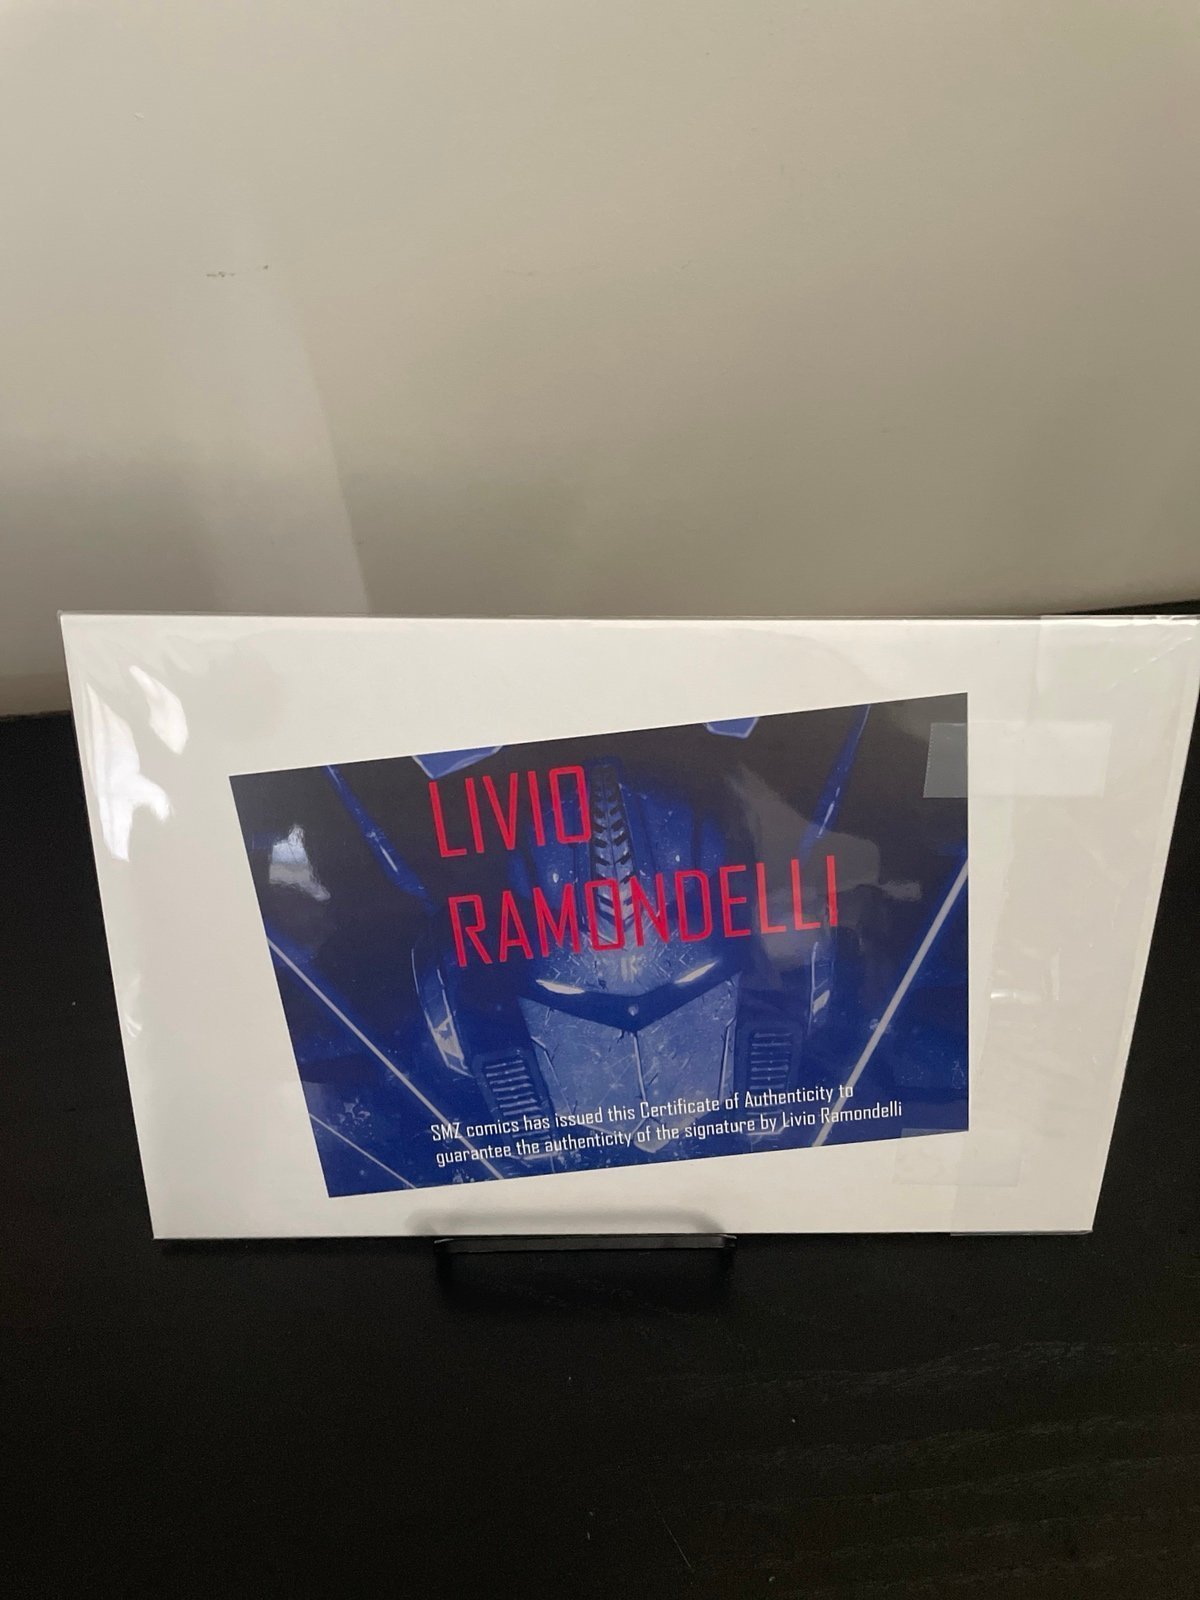 LIVIO
RAMONDELLI
SMZ comics has issued this Certificate of Authenticity to
guarantee the authenticity of the signature by Livio Ramondelli